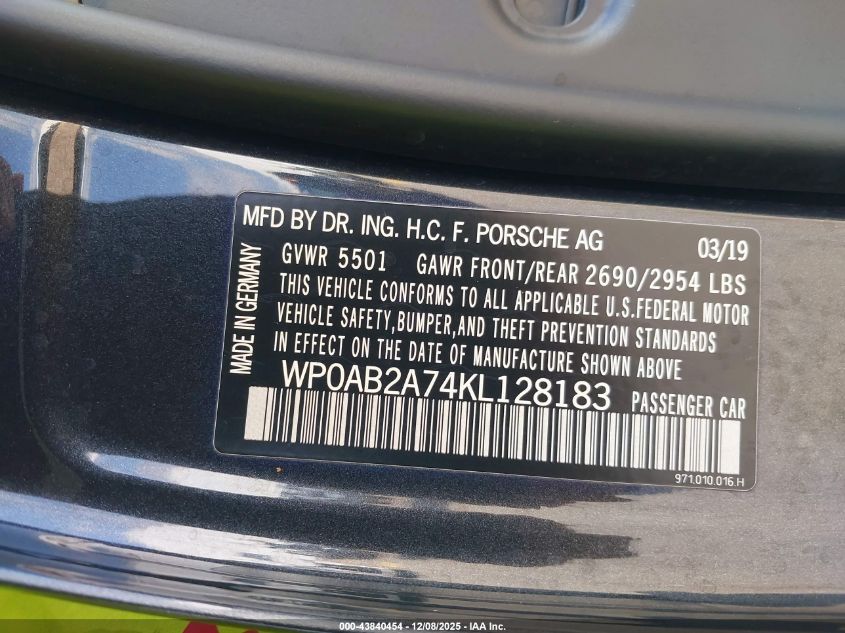 MFD BY DR. ING. H.C. F. PORSCHE AG 03/19
GVWR 5501 GAWR FRONT/REAR 2690/2954 LBS
THIS VEHICLE CONFORMS TO ALL APPLICABLE U.S.FEDERAL MOTOR
VEHICLE SAFETY,BUMPER,AND THEFT PREVENTION STANDARDS
IN EFFECT ON THE DATE OF MANUFACTURE SHOWN ABOVE
MADE IN GERMANY
WP0AB2A74KL128183 PASSENGER CAR
971.010.016.H
000-43840454 - 12/08/2025 - IAA Inc.